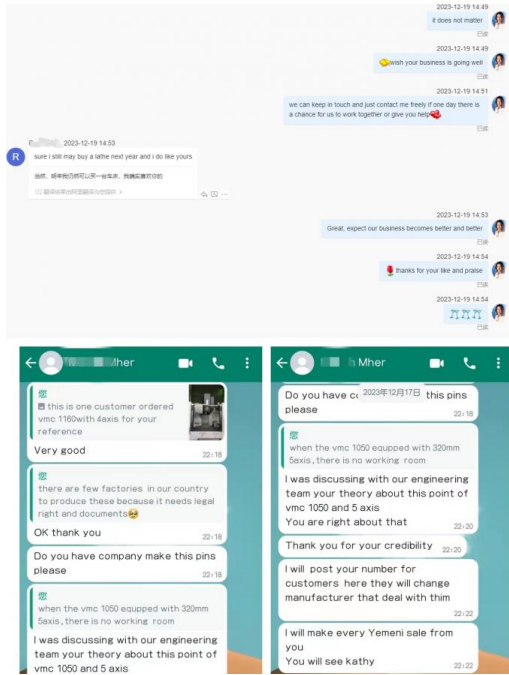 2023-12-19 14:49
it does not matter
已读
2023-12-19 14:49
wish your business is going well
已读
2023-12-19 14:51
we can keep in touch and just contact me freely if one day there is
a chance for us to work together or give you help
已读
2023-12-19 14:53
R
sure i still may buy a lathe next year and i do like yours
当然，明年我仍然可以买一台车床，我确实喜欢你的
2023-12-19 14:53
Great, expect our business becomes better and better
已读
2023-12-19 14:54
thanks for your like and praise
已读
2023-12-19 14:54
已读
Mher
您
this is one customer ordered
vmc 1160with 4axis for your
reference
Very good
22:18
您
there are few factories in our country
to produce these because it needs legal
right and documents
OK thank you
22:18
Do you have company make this pins
please
22:18
您
when the vmc 1050 equpped with 320mm
5axis,there is no working room
I was discussing with our engineering
team your theory about this point of
vmc 1050 and 5 axis
h Mher
2023年12月17日
Do you have this pins
please
22:18
您
when the vmc 1050 equpped with 320mm
5axis,there is no working room
I was discussing with our engineering
team your theory about this point of
vmc 1050 and 5 axis
You are right about that
22:20
Thank you for your credibility 22:20
I will post your number for
customers here they will change
manufacturer that deal with thim
22:22
I will make every Yemeni sale from
you
You will see kathy
22:22